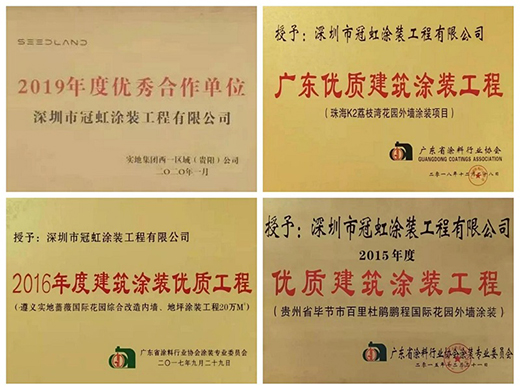 SEEDLAND
2019年度优秀合作单位
深圳市冠虹涂装工程有限公司
实地集团西一区域(贵阳)公司
二〇二〇年一月
授予：深圳市冠虹涂装工程有限公司
广东优质建筑涂装工程
(珠海K2荔枝湾花园外墙涂装项目)
广东省涂料行业协会
GUANGDONG COATINGS ASSOCIATION
二〇一八年十二月十八日
授予：深圳市冠虹涂装工程有限公司
2016年度建筑涂装优质工程
(遵义实地蔷薇国际花园综合改造内墙、地坪涂装工程20万M²)
广东省涂料行业协会涂装专业委员会
二〇一七年九月二十九日
授予：深圳市冠虹涂装工程有限公司
2015年度
优质建筑涂装工程
(贵州省毕节市百里杜鹃鹏程国际花园外墙涂装)
广东省涂料行业协会涂装专业委员会